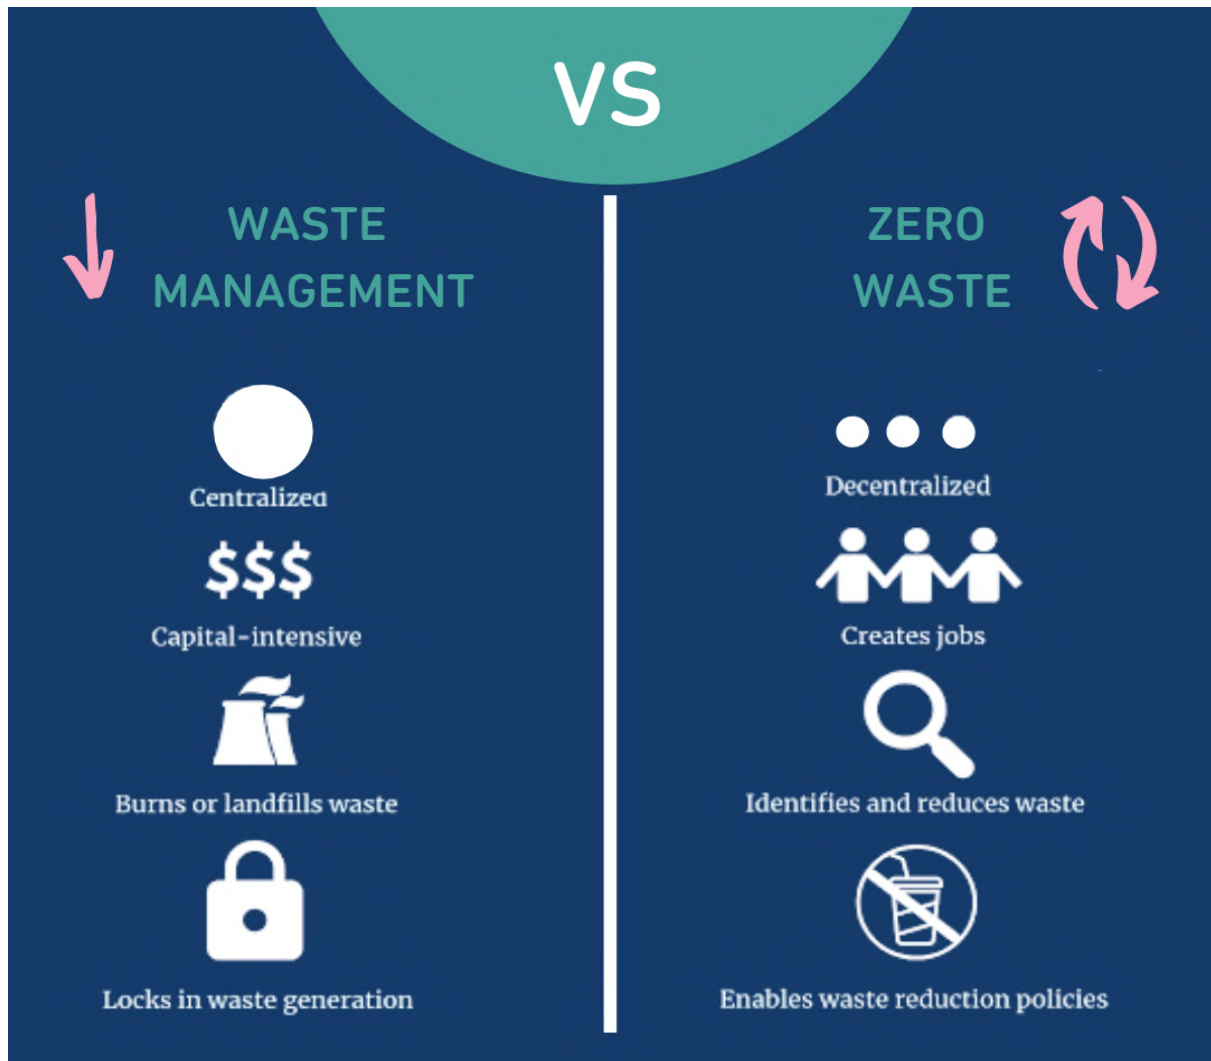 VS
WASTE
MANAGEMENT
Centralized
$$$
Capital-intensive
Burns or landfills waste
Locks in waste generation
ZERO
WASTE
Decentralized
Creates jobs
Identifies and reduces waste
Enables waste reduction policies